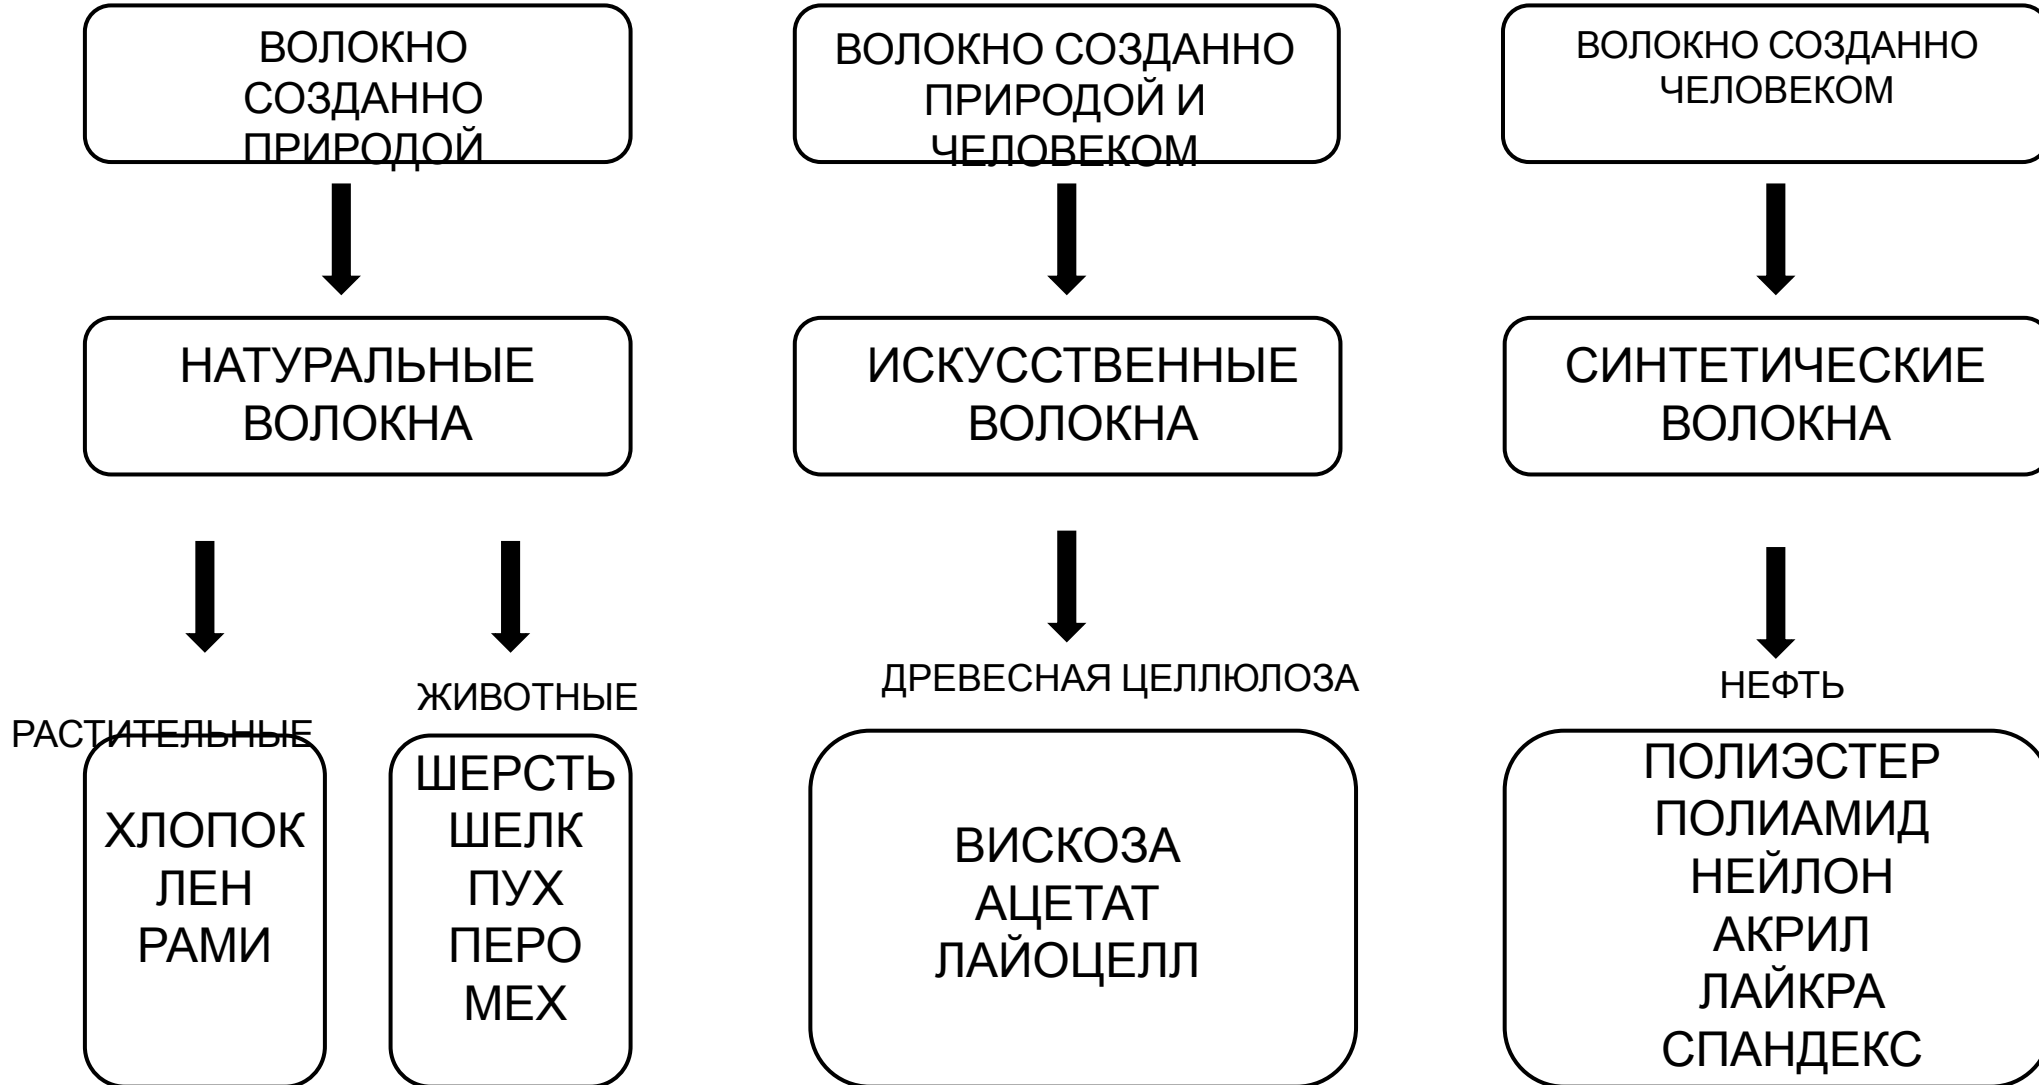 ВОЛОКНО
СОЗДАННО
ПРИРОДОЙ
ВОЛОКНО СОЗДАННО
ПРИРОДОЙ И
ЧЕЛОВЕКОМ
ВОЛОКНО СОЗДАННО
ЧЕЛОВЕКОМ
НАТУРАЛЬНЫЕ
ВОЛОКНА
ИСКУССТВЕННЫЕ
ВОЛОКНА
СИНТЕТИЧЕСКИЕ
ВОЛОКНА
РАСТИТЕЛЬНЫЕ
ХЛОПОК
ЛЕН
РАМИ
ЖИВОТНЫЕ
ШЕРСТЬ
ШЕЛК
ПУХ
ПЕРО
МЕХ
ДРЕВЕСНАЯ ЦЕЛЛЮЛОЗА
ВИСКОЗА
АЦЕТАТ
ЛАЙОЦЕЛЛ
НЕФТЬ
ПОЛИЭСТЕР
ПОЛИАМИД
НЕЙЛОН
АКРИЛ
ЛАЙКРА
СПАНДЕКС